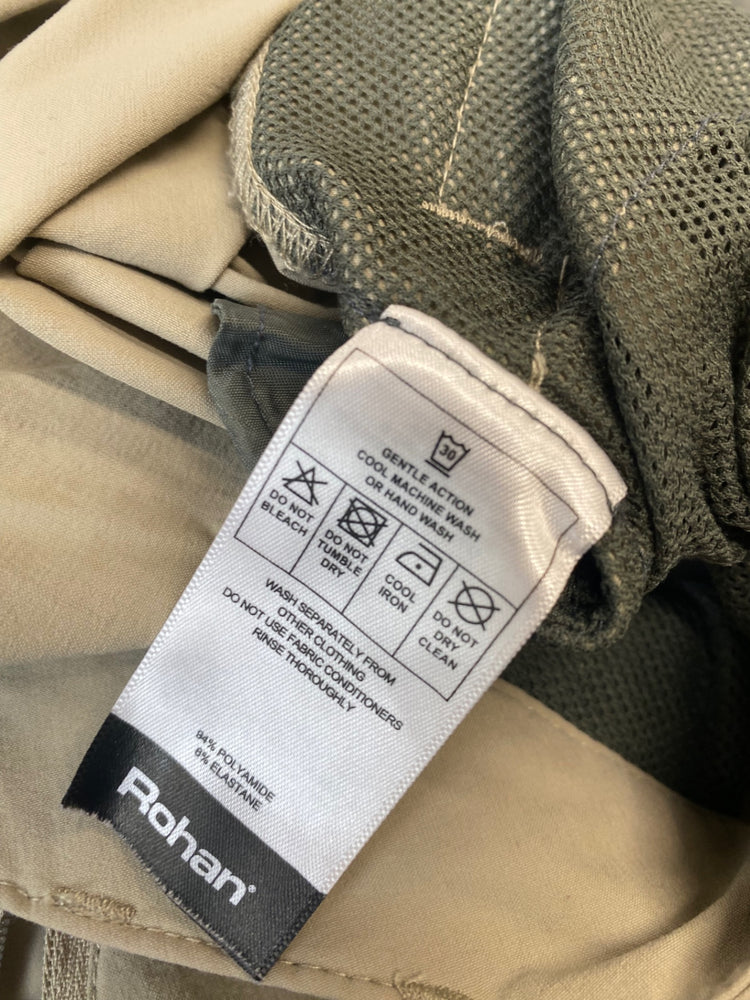 30
GENTLE ACTION
COOL MACHINE WASH
OR HAND WASH
DO NOT
BLEACH
DO NOT
TUMBLE
DRY
COOL
IRON
DO NOT
DRY
CLEAN
WASH SEPARATELY FROM
OTHER CLOTHING
DO NOT USE FABRIC CONDITIONERS
RINSE THOROUGHLY
94% POLYAMIDE
6% ELASTANE
Rohan®